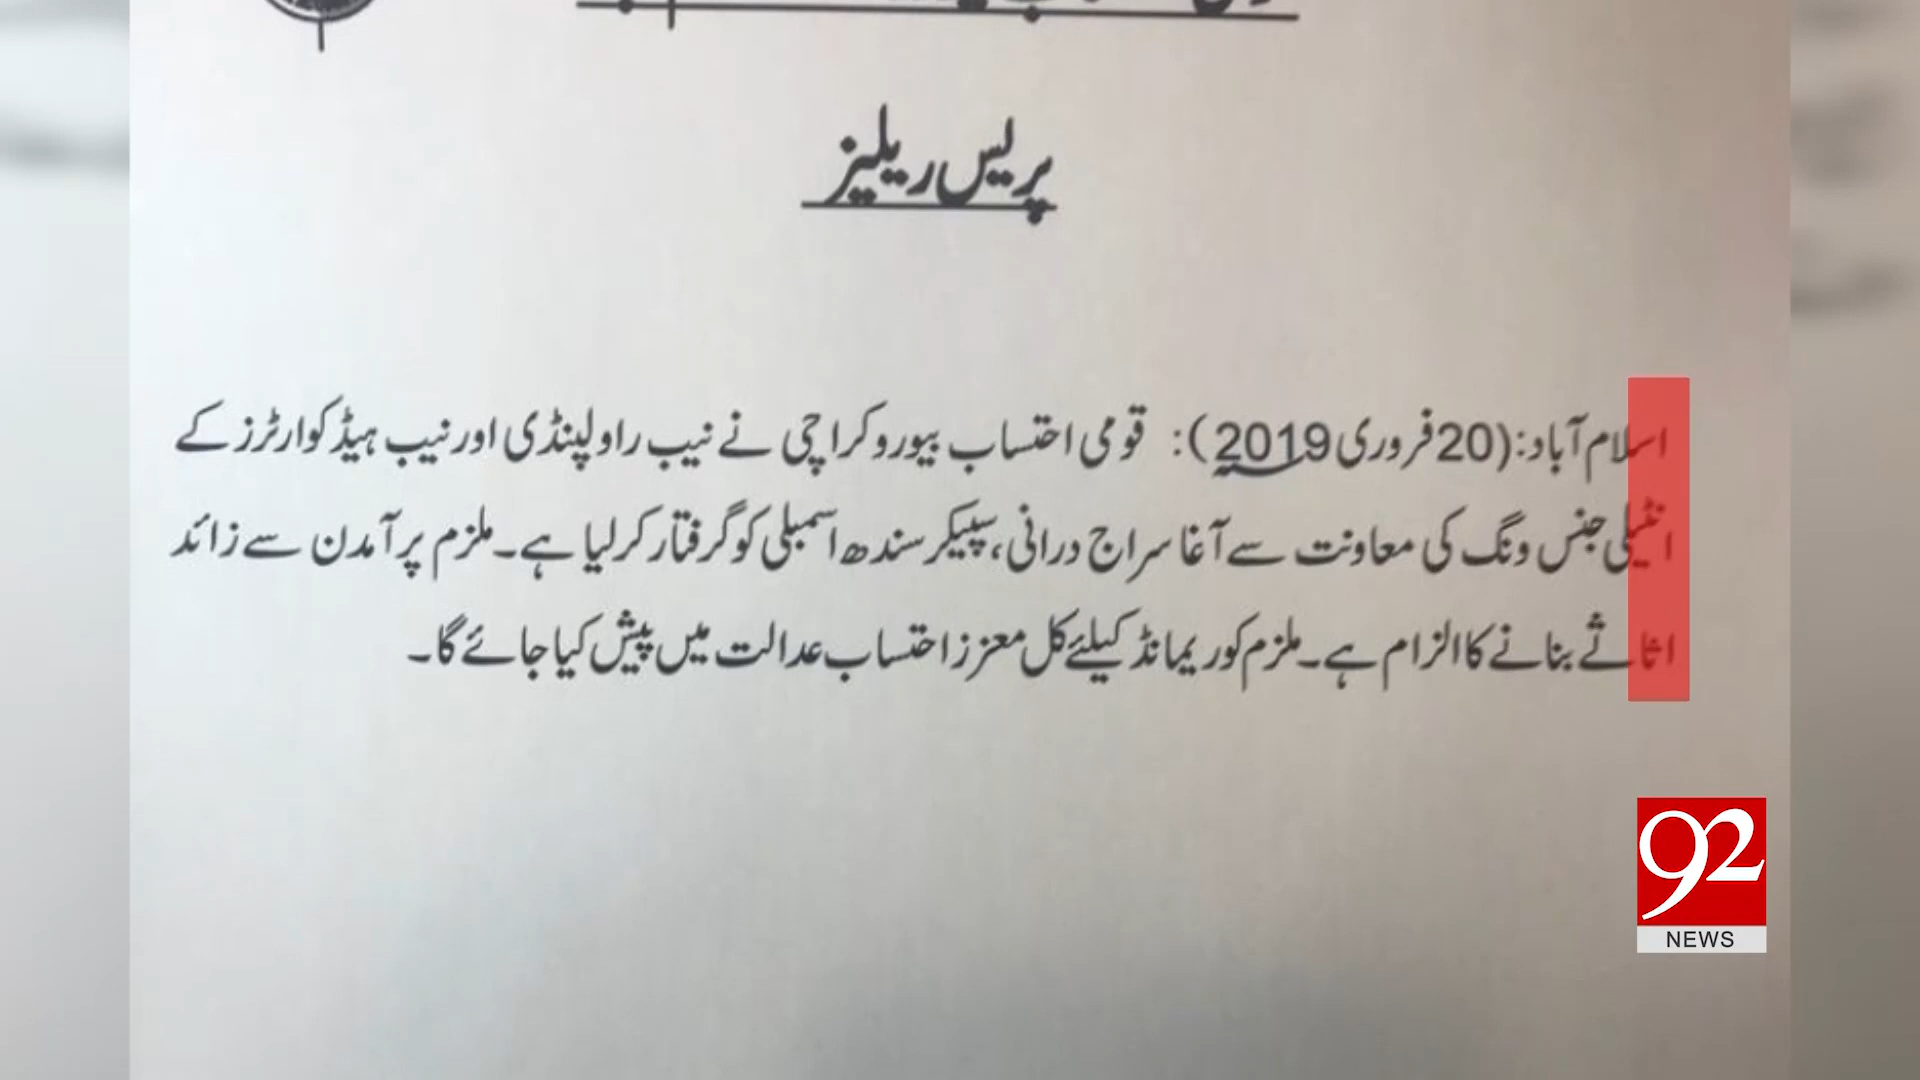 پریس ریلیز
اسلام آباد:(20 فروری 2019): قومی احتساب بیورو کراچی نے نیب راولپنڈی اور نیب ہیڈکوارٹرز کے
انٹیلی جنس ونگ کی معاونت سے آغا سراج درانی، سپیکر سندھ اسمبلی کو گرفتار کر لیا ہے۔ ملزم پر آمدن سے زائد
اثاثے بنانے کا الزام ہے۔ ملزم کو ریمانڈ کیلئے کل معزز احتساب عدالت میں پیش کیا جائے گا۔
92
NEWS